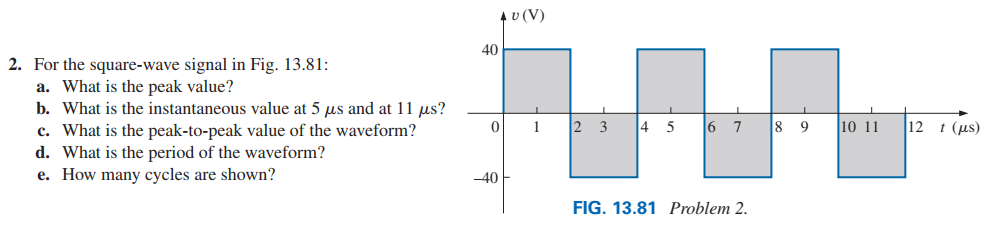 2. For the square-wave signal in Fig. 13.81:
a. What is the peak value?
b. What is the instantaneous value at 5 μs and at 11 μs?
c. What is the peak-to-peak value of the waveform?
d. What is the period of the waveform?
e. How many cycles are shown?
υ (V)
40
0 1 2 3 4 5 6 7 8 9 10 11 12 t (μs)
–40
FIG. 13.81 Problem 2.